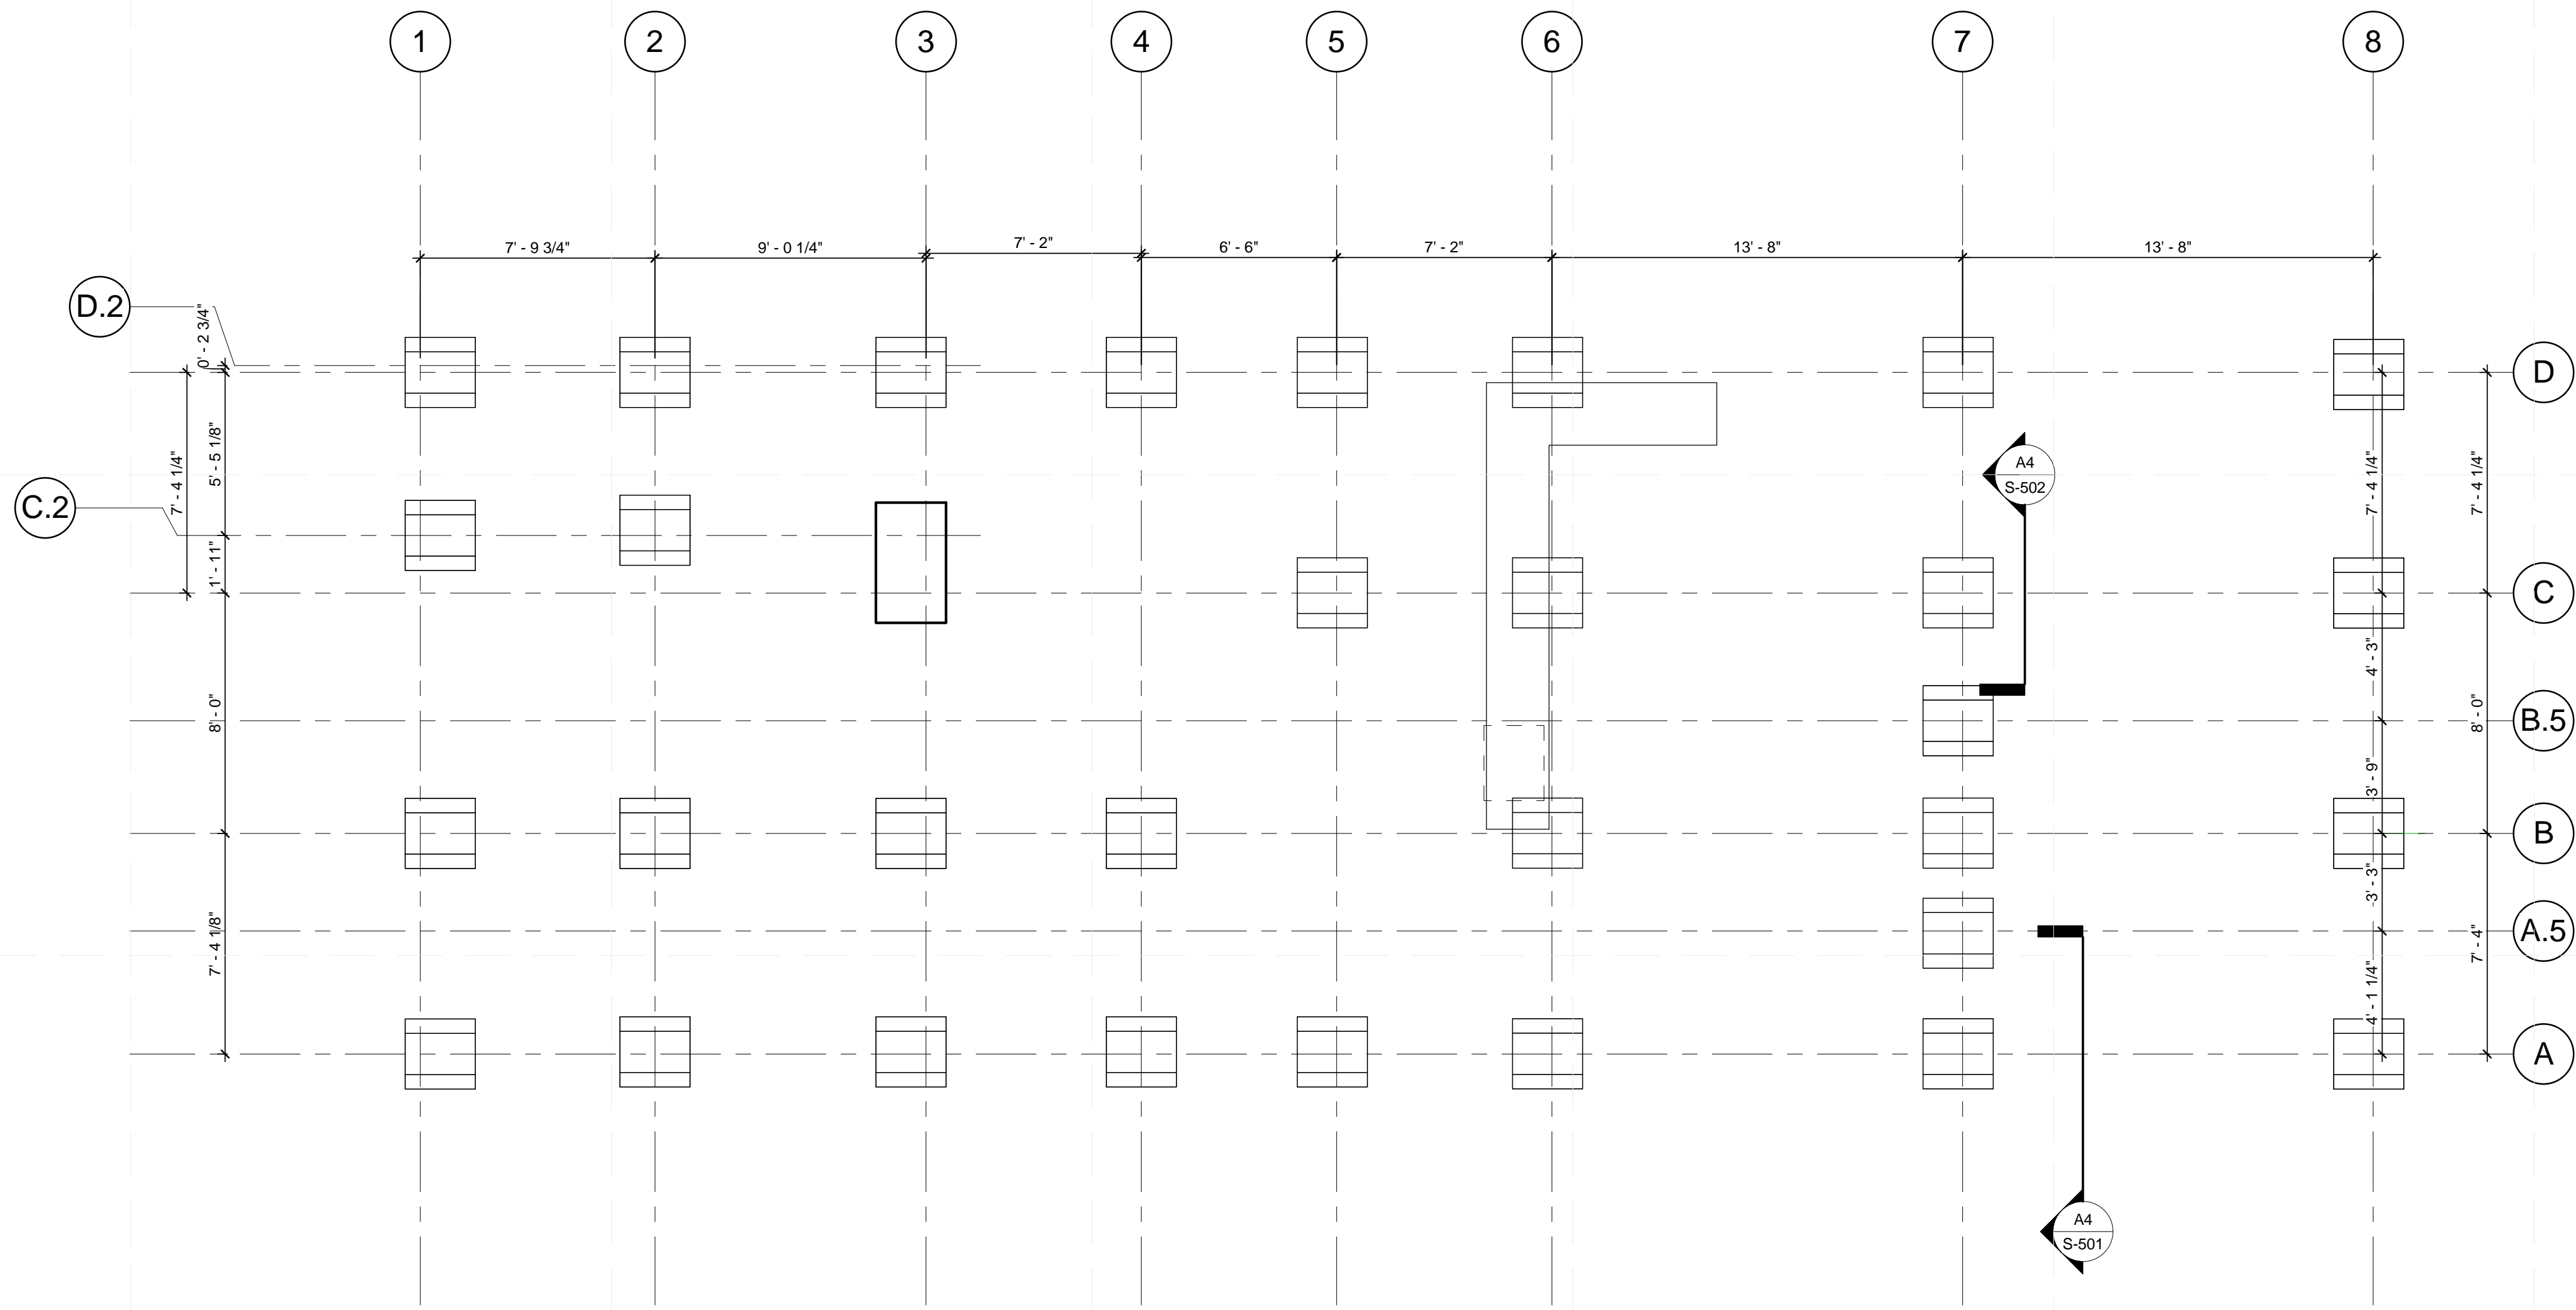 1
2
3
4
5
6
7
8
7' - 9 3/4"
9' - 0 1/4"
7' - 2"
6' - 6"
7' - 2"
13' - 8"
13' - 8"
D.2
0' - 2 3/4"
D
5' - 5 1/8"
7' - 4 1/4"
7' - 4 1/4"
7' - 4 1/4"
A4
S-502
C.2
1' - 11"
C
4' - 3"
8' - 0"
8' - 0"
B.5
3' - 9"
B
3' - 3"
7' - 4 1/8"
7' - 4"
A.5
4' - 1 1/4"
A
A4
S-501